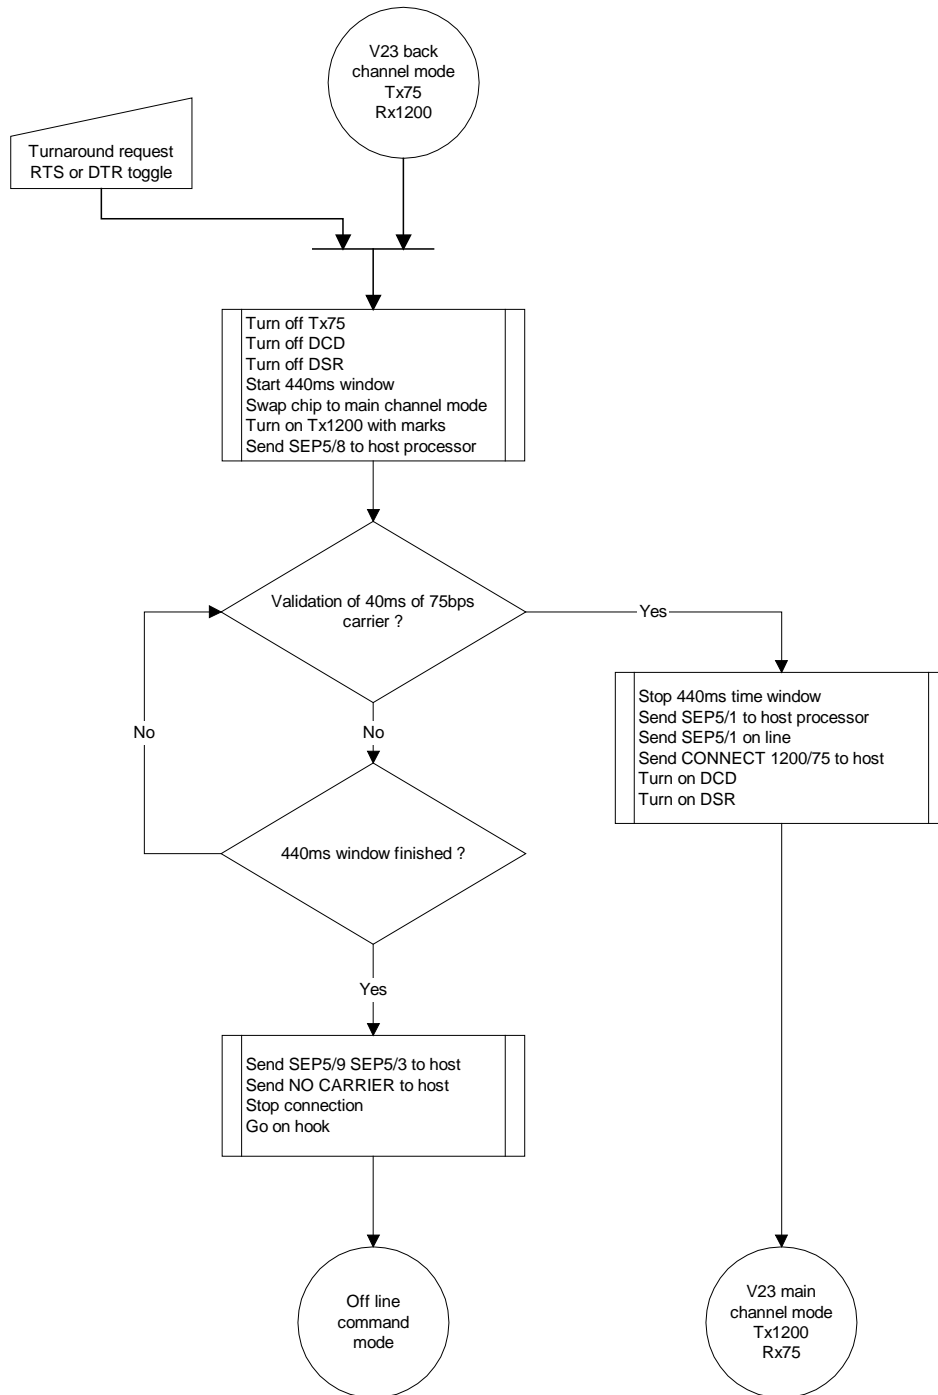 V23 back
channel mode
Tx75
Rx1200
Turnaround request
RTS or DTR toggle
Turn off Tx75
Turn off DCD
Turn off DSR
Start 440ms window
Swap chip to main channel mode
Turn on Tx1200 with marks
Send SEP5/8 to host processor
Validation of 40ms of 75bps
carrier ?
Yes
No
No
Stop 440ms time window
Send SEP5/1 to host processor
Send SEP5/1 on line
Send CONNECT 1200/75 to host
Turn on DCD
Turn on DSR
440ms window finished ?
Yes
Send SEP5/9 SEP5/3 to host
Send NO CARRIER to host
Stop connection
Go on hook
Off line
command
mode
V23 main
channel mode
Tx1200
Rx75